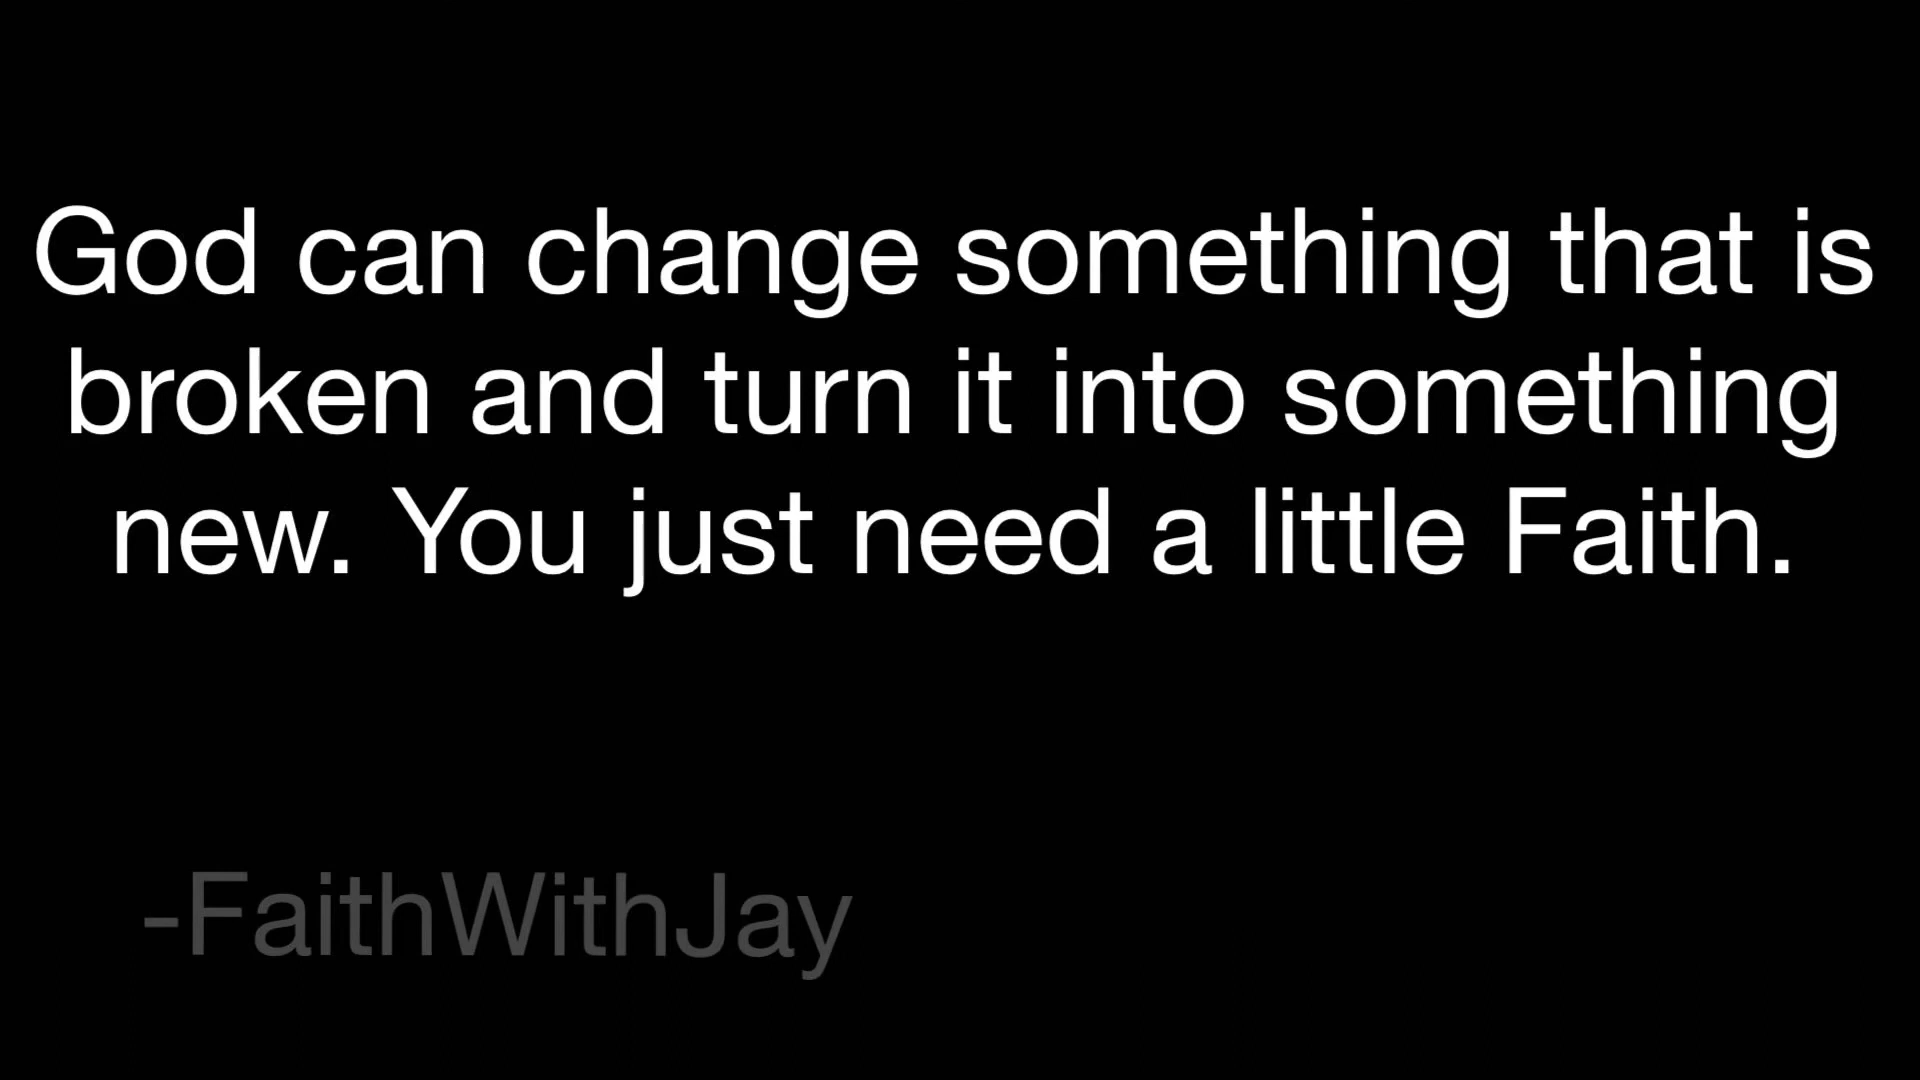 God can change something that is
broken and turn it into something
new. You just need a little Faith.
-FaithWithJay